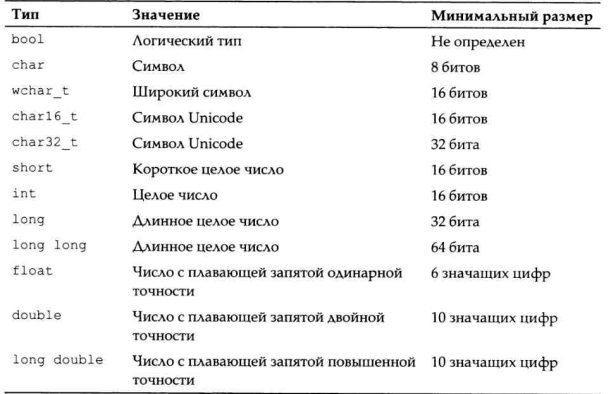 Тип Значение Минимальный размер
bool Логический тип Не определен
char Символ 8 битов
wchar_t Широкий символ 16 битов
char16_t Символ Unicode 16 битов
char32_t Символ Unicode 32 бита
short Короткое целое число 16 битов
int Целое число 16 битов
long Длинное целое число 32 бита
long long Длинное целое число 64 бита
float Число с плавающей запятой одинарной 6 значащих цифр
точности
double Число с плавающей запятой двойной 10 значащих цифр
точности
long double Число с плавающей запятой повышенной 10 значащих цифр
точности